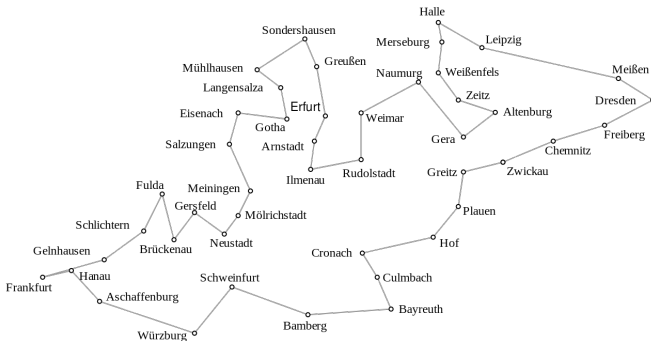 Halle
Sondershausen
Leipzig
Merseburg
Greußen
Mühlhausen
Naumurg
Weißenfels
Meißen
Langensalza
Zeitz
Dresden
Erfurt
Eisenach
Weimar
Altenburg
Gotha
Freiberg
Gera
Salzungen
Arnstadt
Chemnitz
Ilmenau
Rudolstadt
Greitz
Zwickau
Fulda
Meiningen
Gersfeld
Plauen
Mölrichstadt
Schlichtern
Neustadt
Hof
Brückenau
Gelnhausen
Cronach
Hanau
Schweinfurt
Culmbach
Frankfurt
Aschaffenburg
Bayreuth
Bamberg
Würzburg